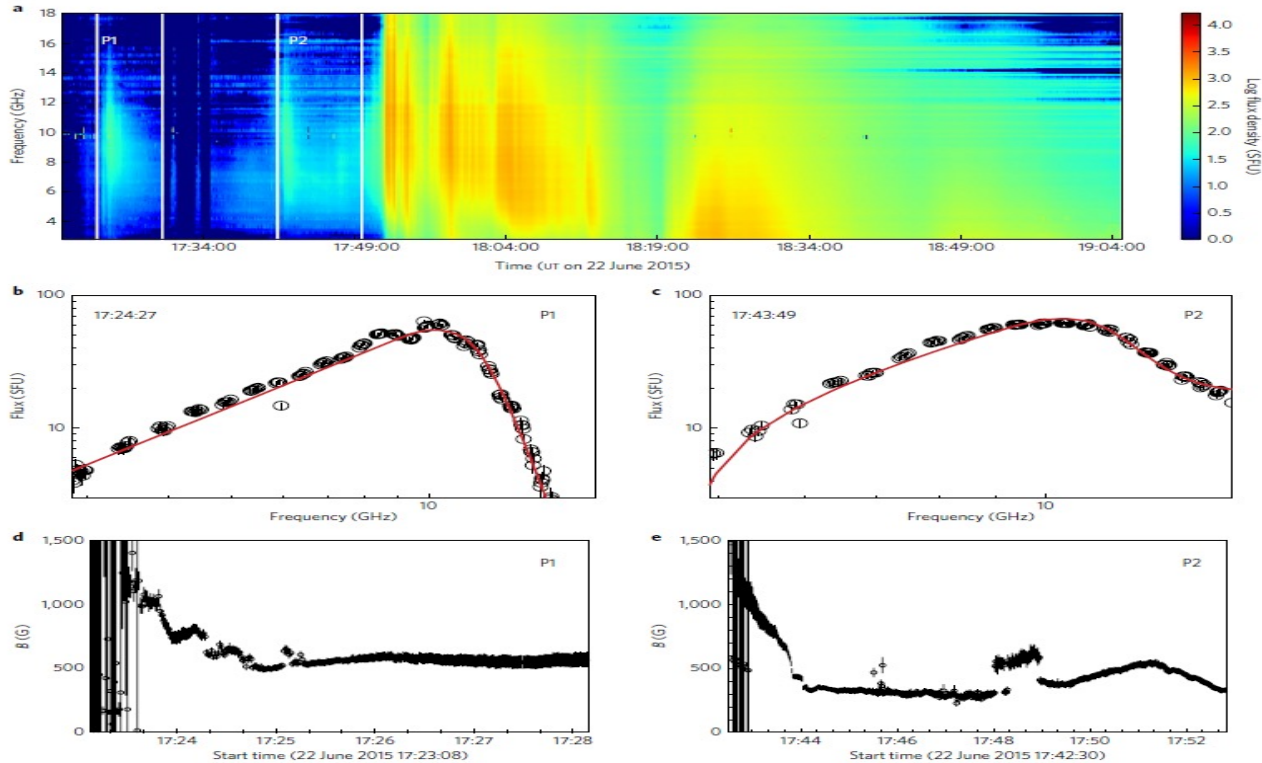 a
18
16
14
12
10
8
6
4
Frequency (GHz)
P1
P2
17:34:00
17:49:00
18:04:00
18:19:00
18:34:00
18:49:00
19:04:00
Time (UT on 22 June 2015)
4.0
3.5
3.0
2.5
2.0
1.5
1.0
0.5
0.0
Log flux density (SFU)
b
100
10
Flux (SFU)
17:24:27
P1
10
Frequency (GHz)
c
100
10
Flux (SFU)
17:43:49
P2
10
Frequency (GHz)
d
1,500
1,000
500
0
B (G)
P1
17:24
17:25
17:26
17:27
17:28
Start time (22 June 2015 17:23:08)
e
1,500
1,000
500
0
B (G)
P2
17:44
17:46
17:48
17:50
17:52
Start time (22 June 2015 17:42:30)